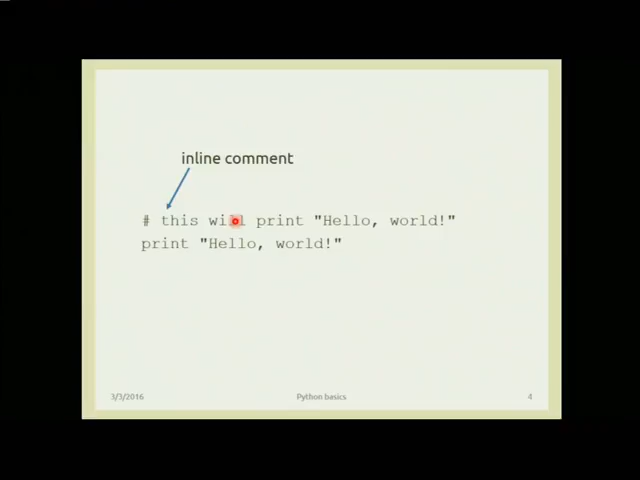 inline comment
# this will print "Hello, world!"
print "Hello, world!"
3/3/2016 Python basics 4